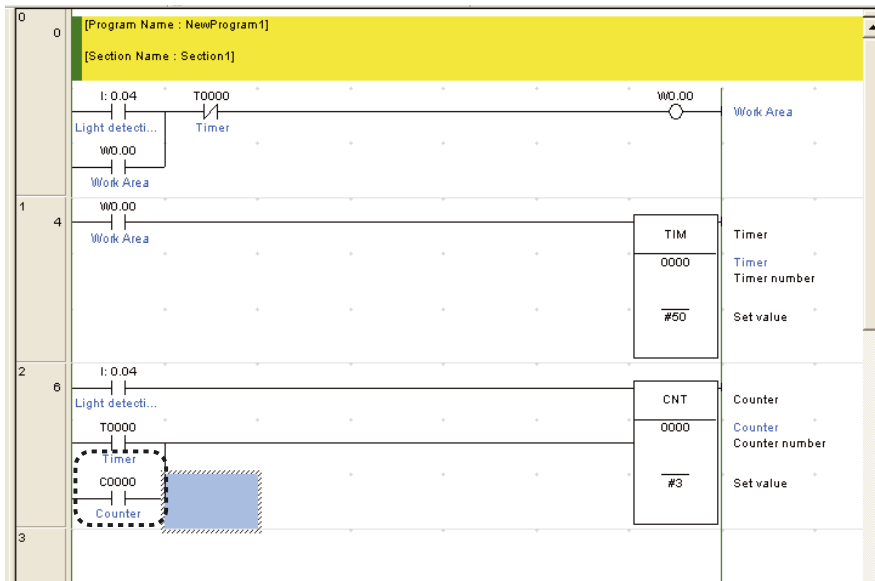 0
0
[Program Name : NewProgram1]
[Section Name : Section1]
I: 0.04
T0000
W0.00
Light detecti...
Timer
Work Area
W0.00
Work Area
1
4
W0.00
Work Area
TIM
Timer
0000
Timer
Timer number
#50
Set value
2
6
I: 0.04
Light detecti...
CNT
Counter
T0000
0000
Counter
Timer
Counter number
C0000
#3
Set value
Counter
3